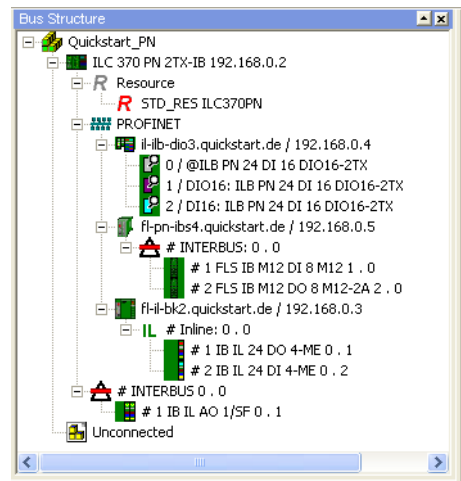 Bus Structure
Quickstart_PN
ILC 370 PN 2TX-IB 192.168.0.2
R Resource
R STD_RES ILC370PN
PROFINET
il-ilb-dio3.quickstart.de / 192.168.0.4
0 / @ILB PN 24 DI 16 DIO16-2TX
1 / DIO16: ILB PN 24 DI 16 DIO16-2TX
2 / DI16: ILB PN 24 DI 16 DIO16-2TX
fl-pn-ibs4.quickstart.de / 192.168.0.5
# INTERBUS: 0 . 0
# 1 FLS IB M12 DI 8 M12 1 . 0
# 2 FLS IB M12 DO 8 M12-2A 2 . 0
fl-il-bk2.quickstart.de / 192.168.0.3
IL # Inline: 0 . 0
# 1 IB IL 24 DO 4-ME 0 . 1
# 2 IB IL 24 DI 4-ME 0 . 2
# INTERBUS 0 . 0
# 1 IB IL AO 1/SF 0 . 1
Unconnected